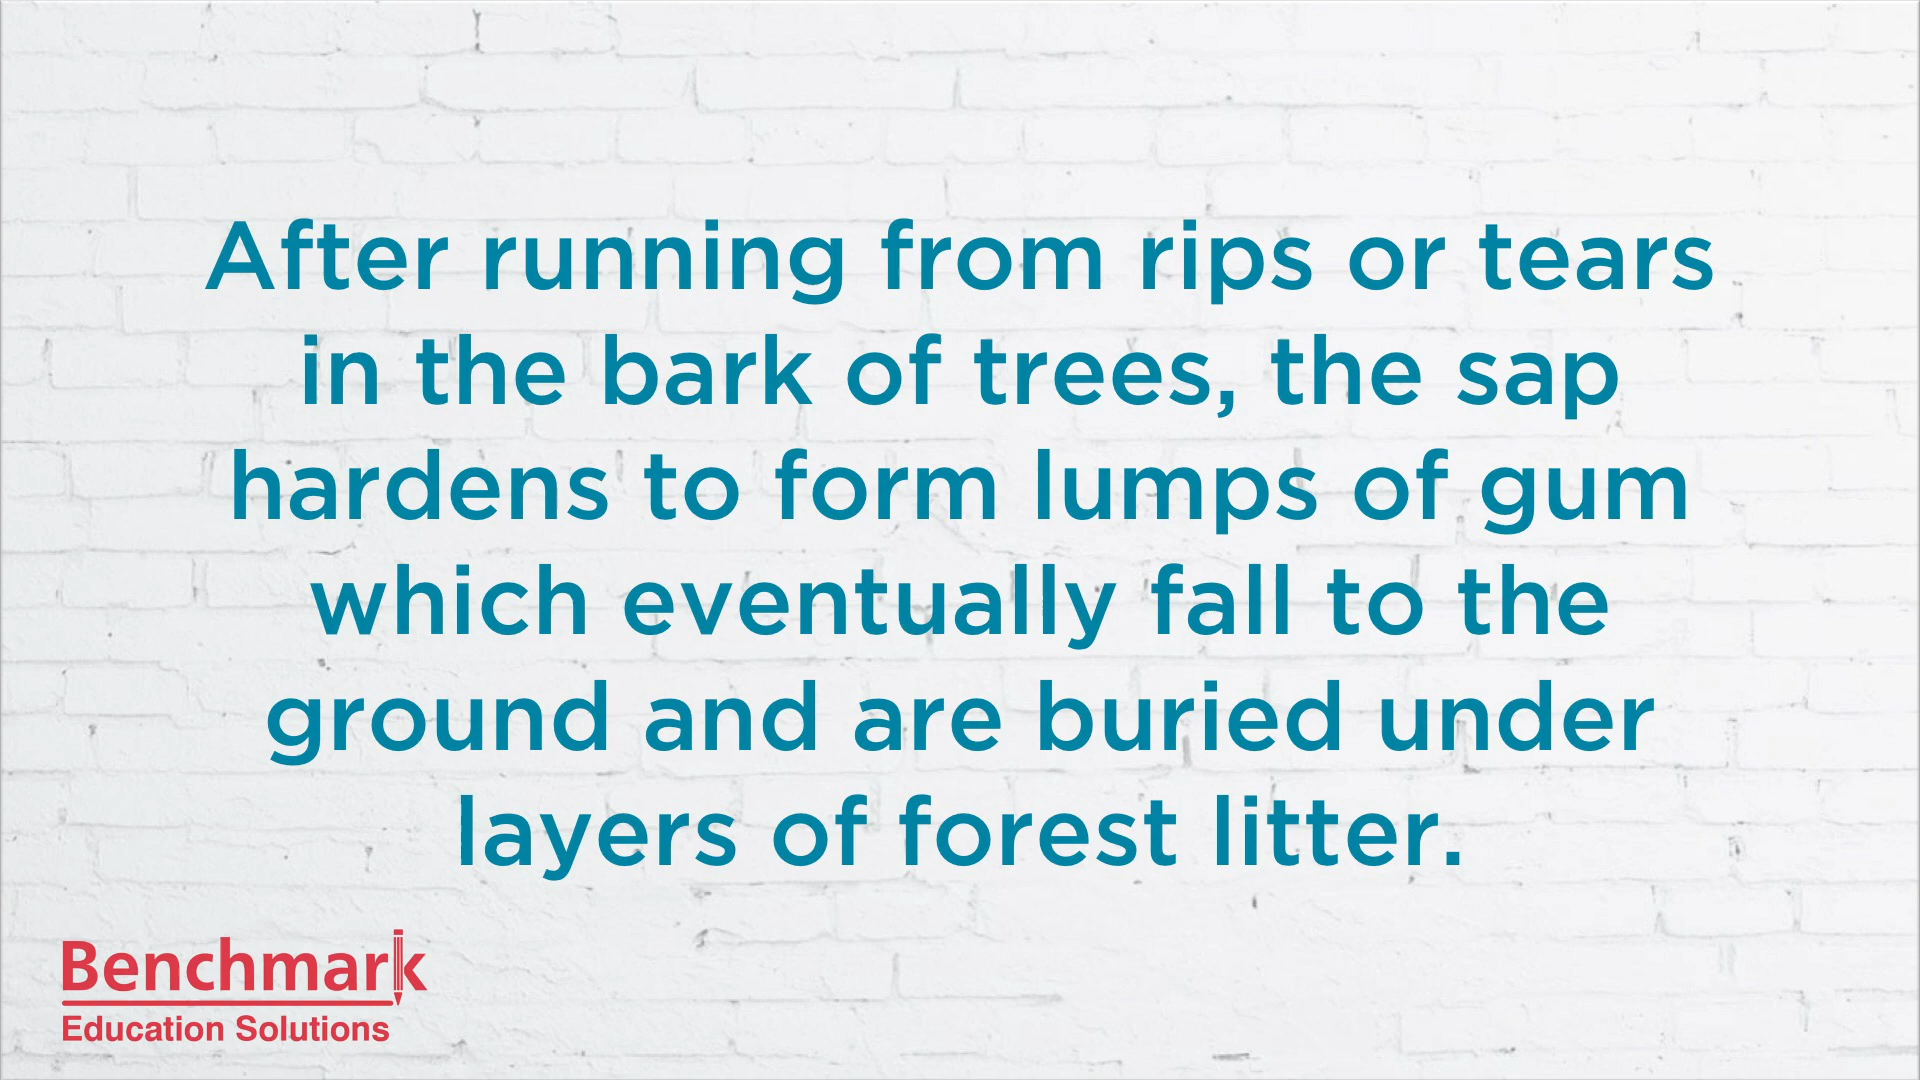 After running from rips or tears
in the bark of trees, the sap
hardens to form lumps of gum
which eventually fall to the
ground and are buried under
layers of forest litter.
Benchmark
Education Solutions